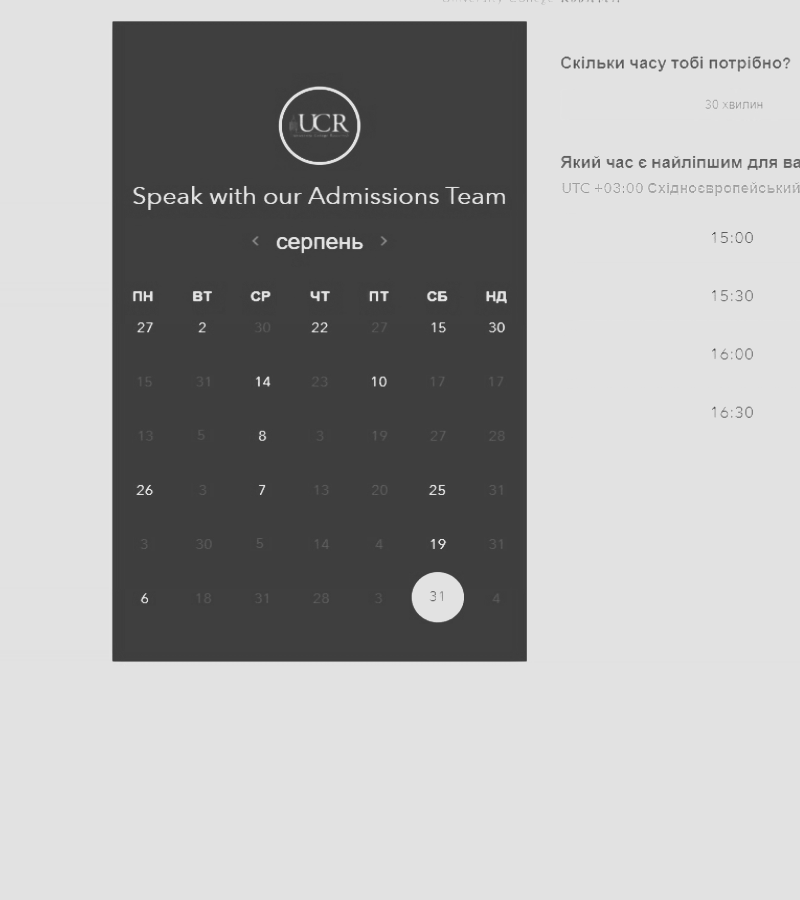 UCR
Speak with our Admissions Team
< серпень >
ПН ВТ СР ЧТ ПТ СБ НД
27 2 30 22 27 15 30
15 31 14 23 10 17 17
13 5 8 3 19 27 28
26 3 7 13 20 25 31
3 30 5 14 4 19 31
6 18 31 28 3 31 4
Скільки часу тобі потрібно?
30 хвилин
Який час є найліпшим для ва
UTC +03:00 Східноєвропейський
15:00
15:30
16:00
16:30